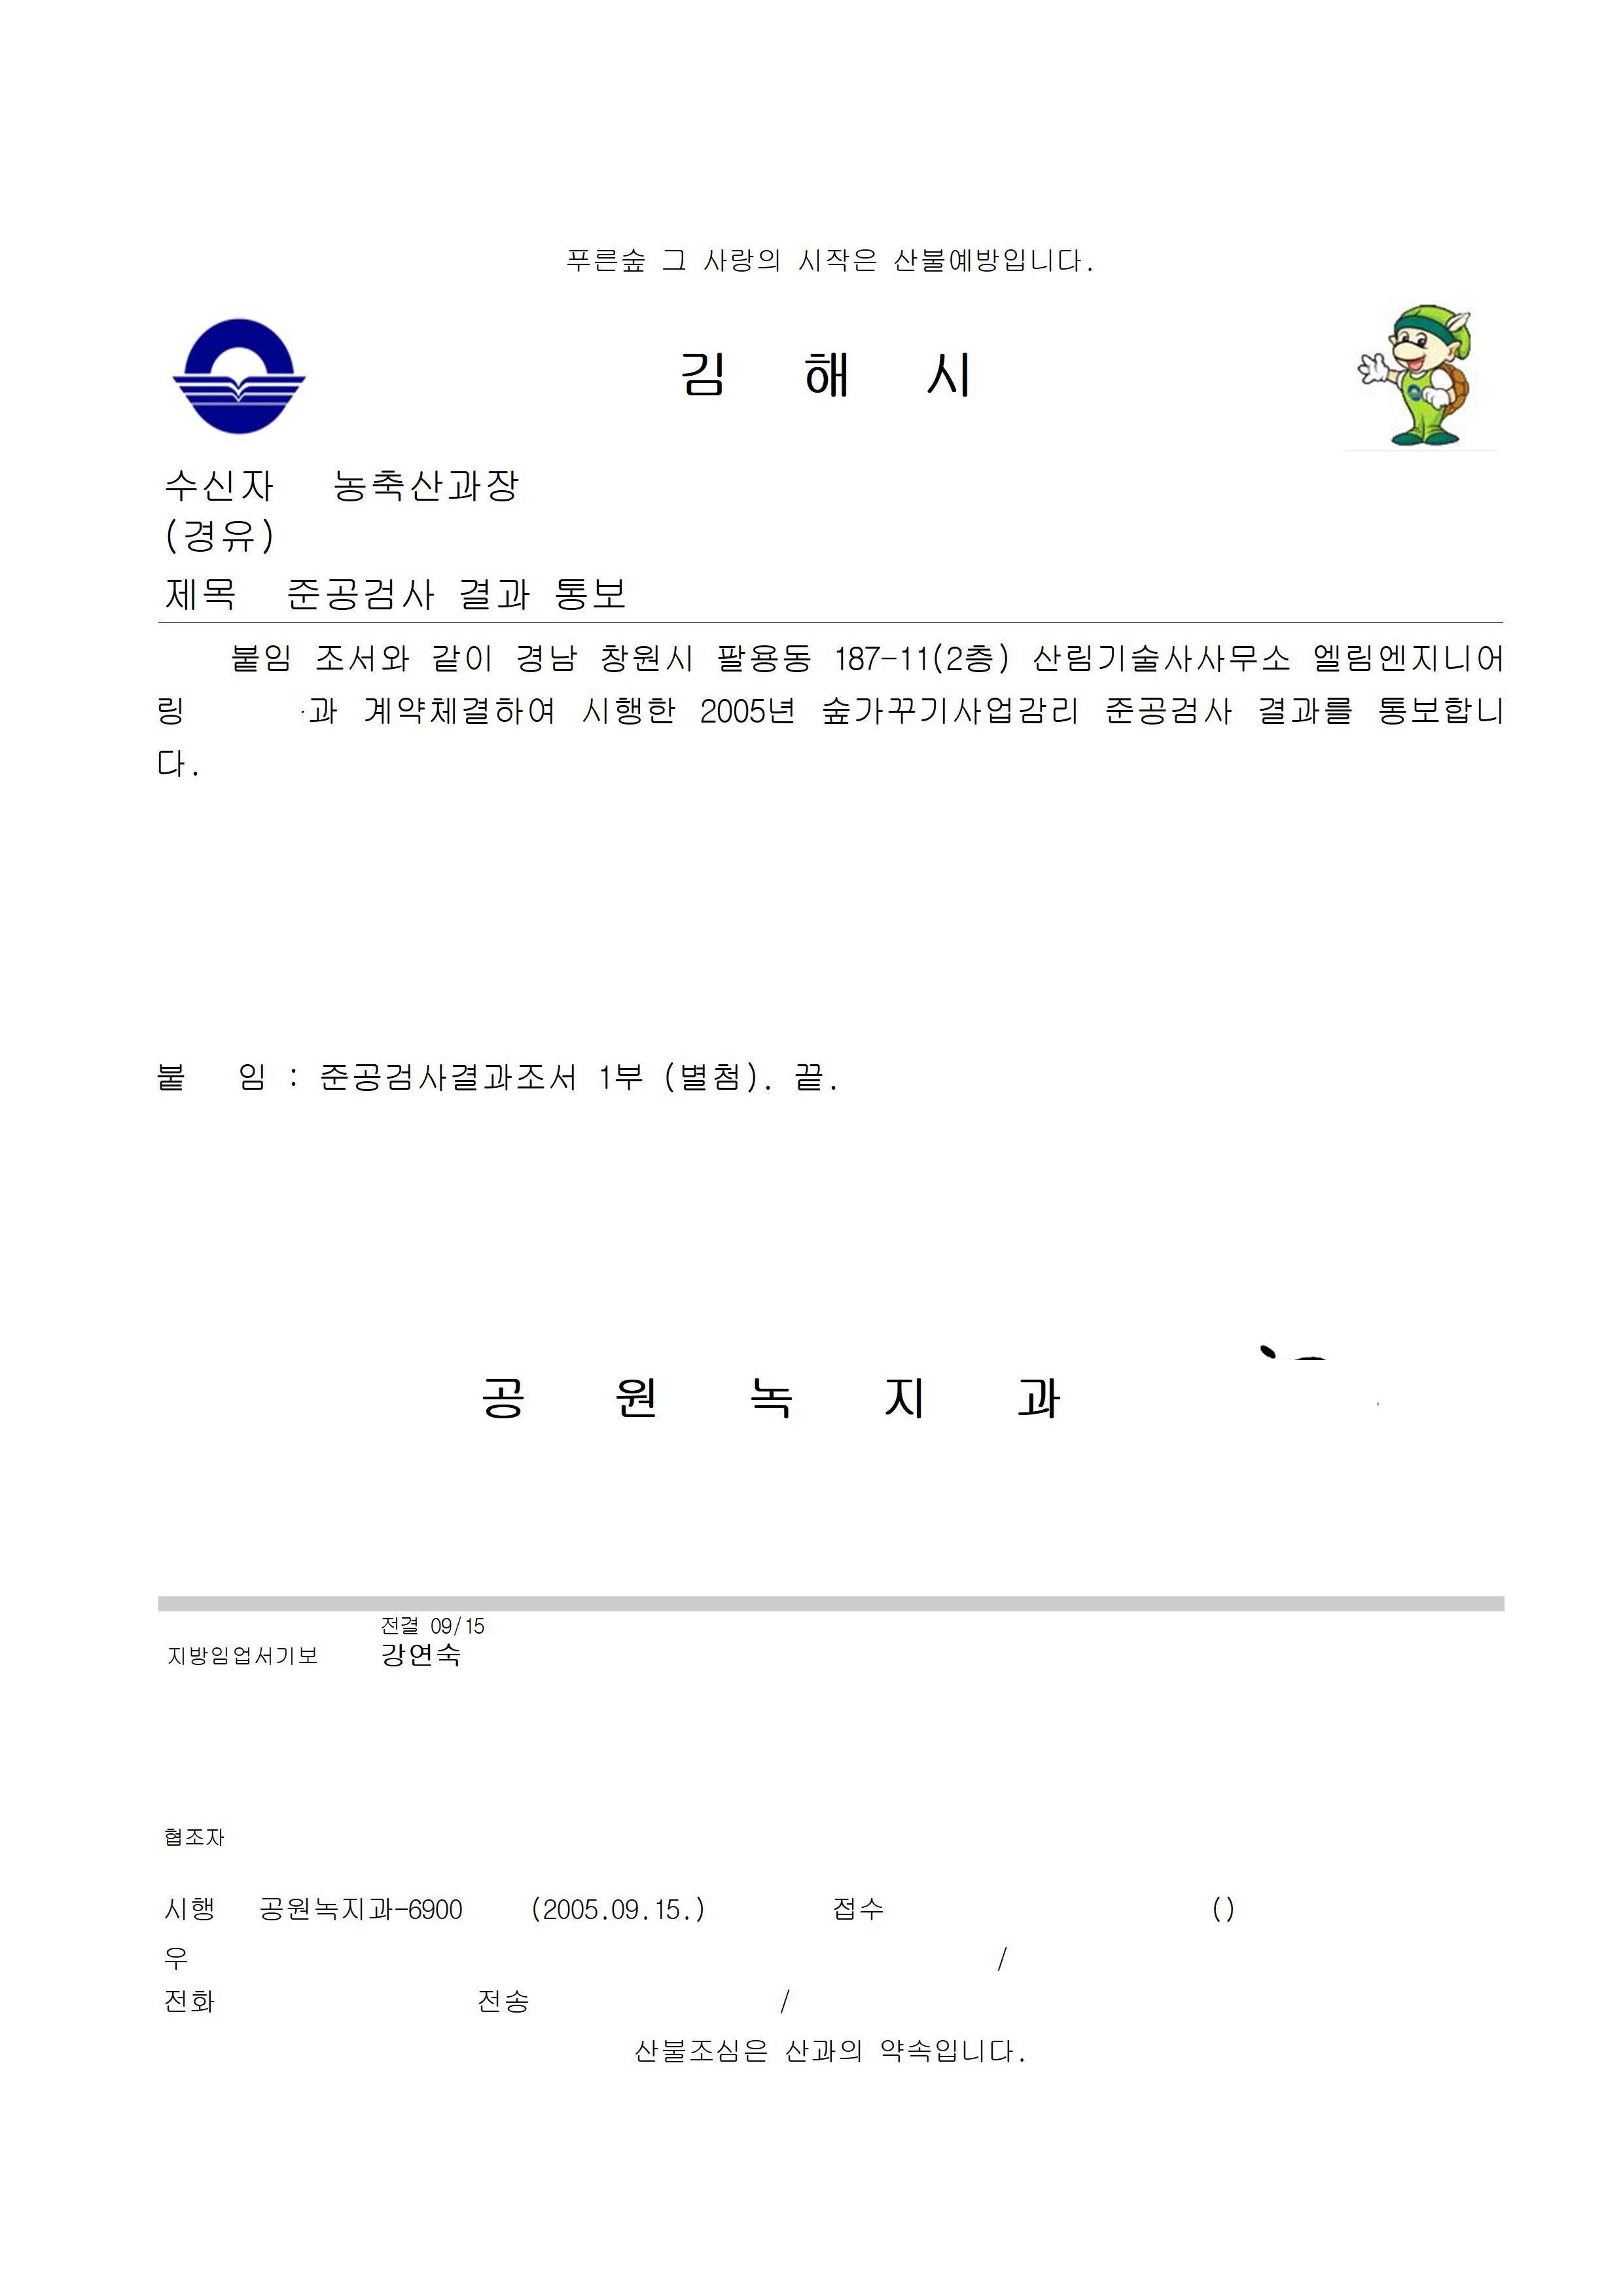 푸른숲 그 사랑의 시작은 산불예방입니다.
김 해 시
수신자 농축산과장
(경유)
제목 준공검사 결과 통보
붙임 조서와 같이 경남 창원시 팔용동 187-11(2층) 산림기술사사무소 엘림엔지니어
링 과 계약체결하여 시행한 2005년 숲가꾸기사업감리 준공검사 결과를 통보합니
다.
붙 임 : 준공검사결과조서 1부 (별첨). 끝.
공 원 녹 지 과
전결 09/15
지방임업서기보 강연숙
협조자
시행 공원녹지과-6900 (2005.09.15.) 접수 ()
우 /
전화 전송 /
산불조심은 산과의 약속입니다.